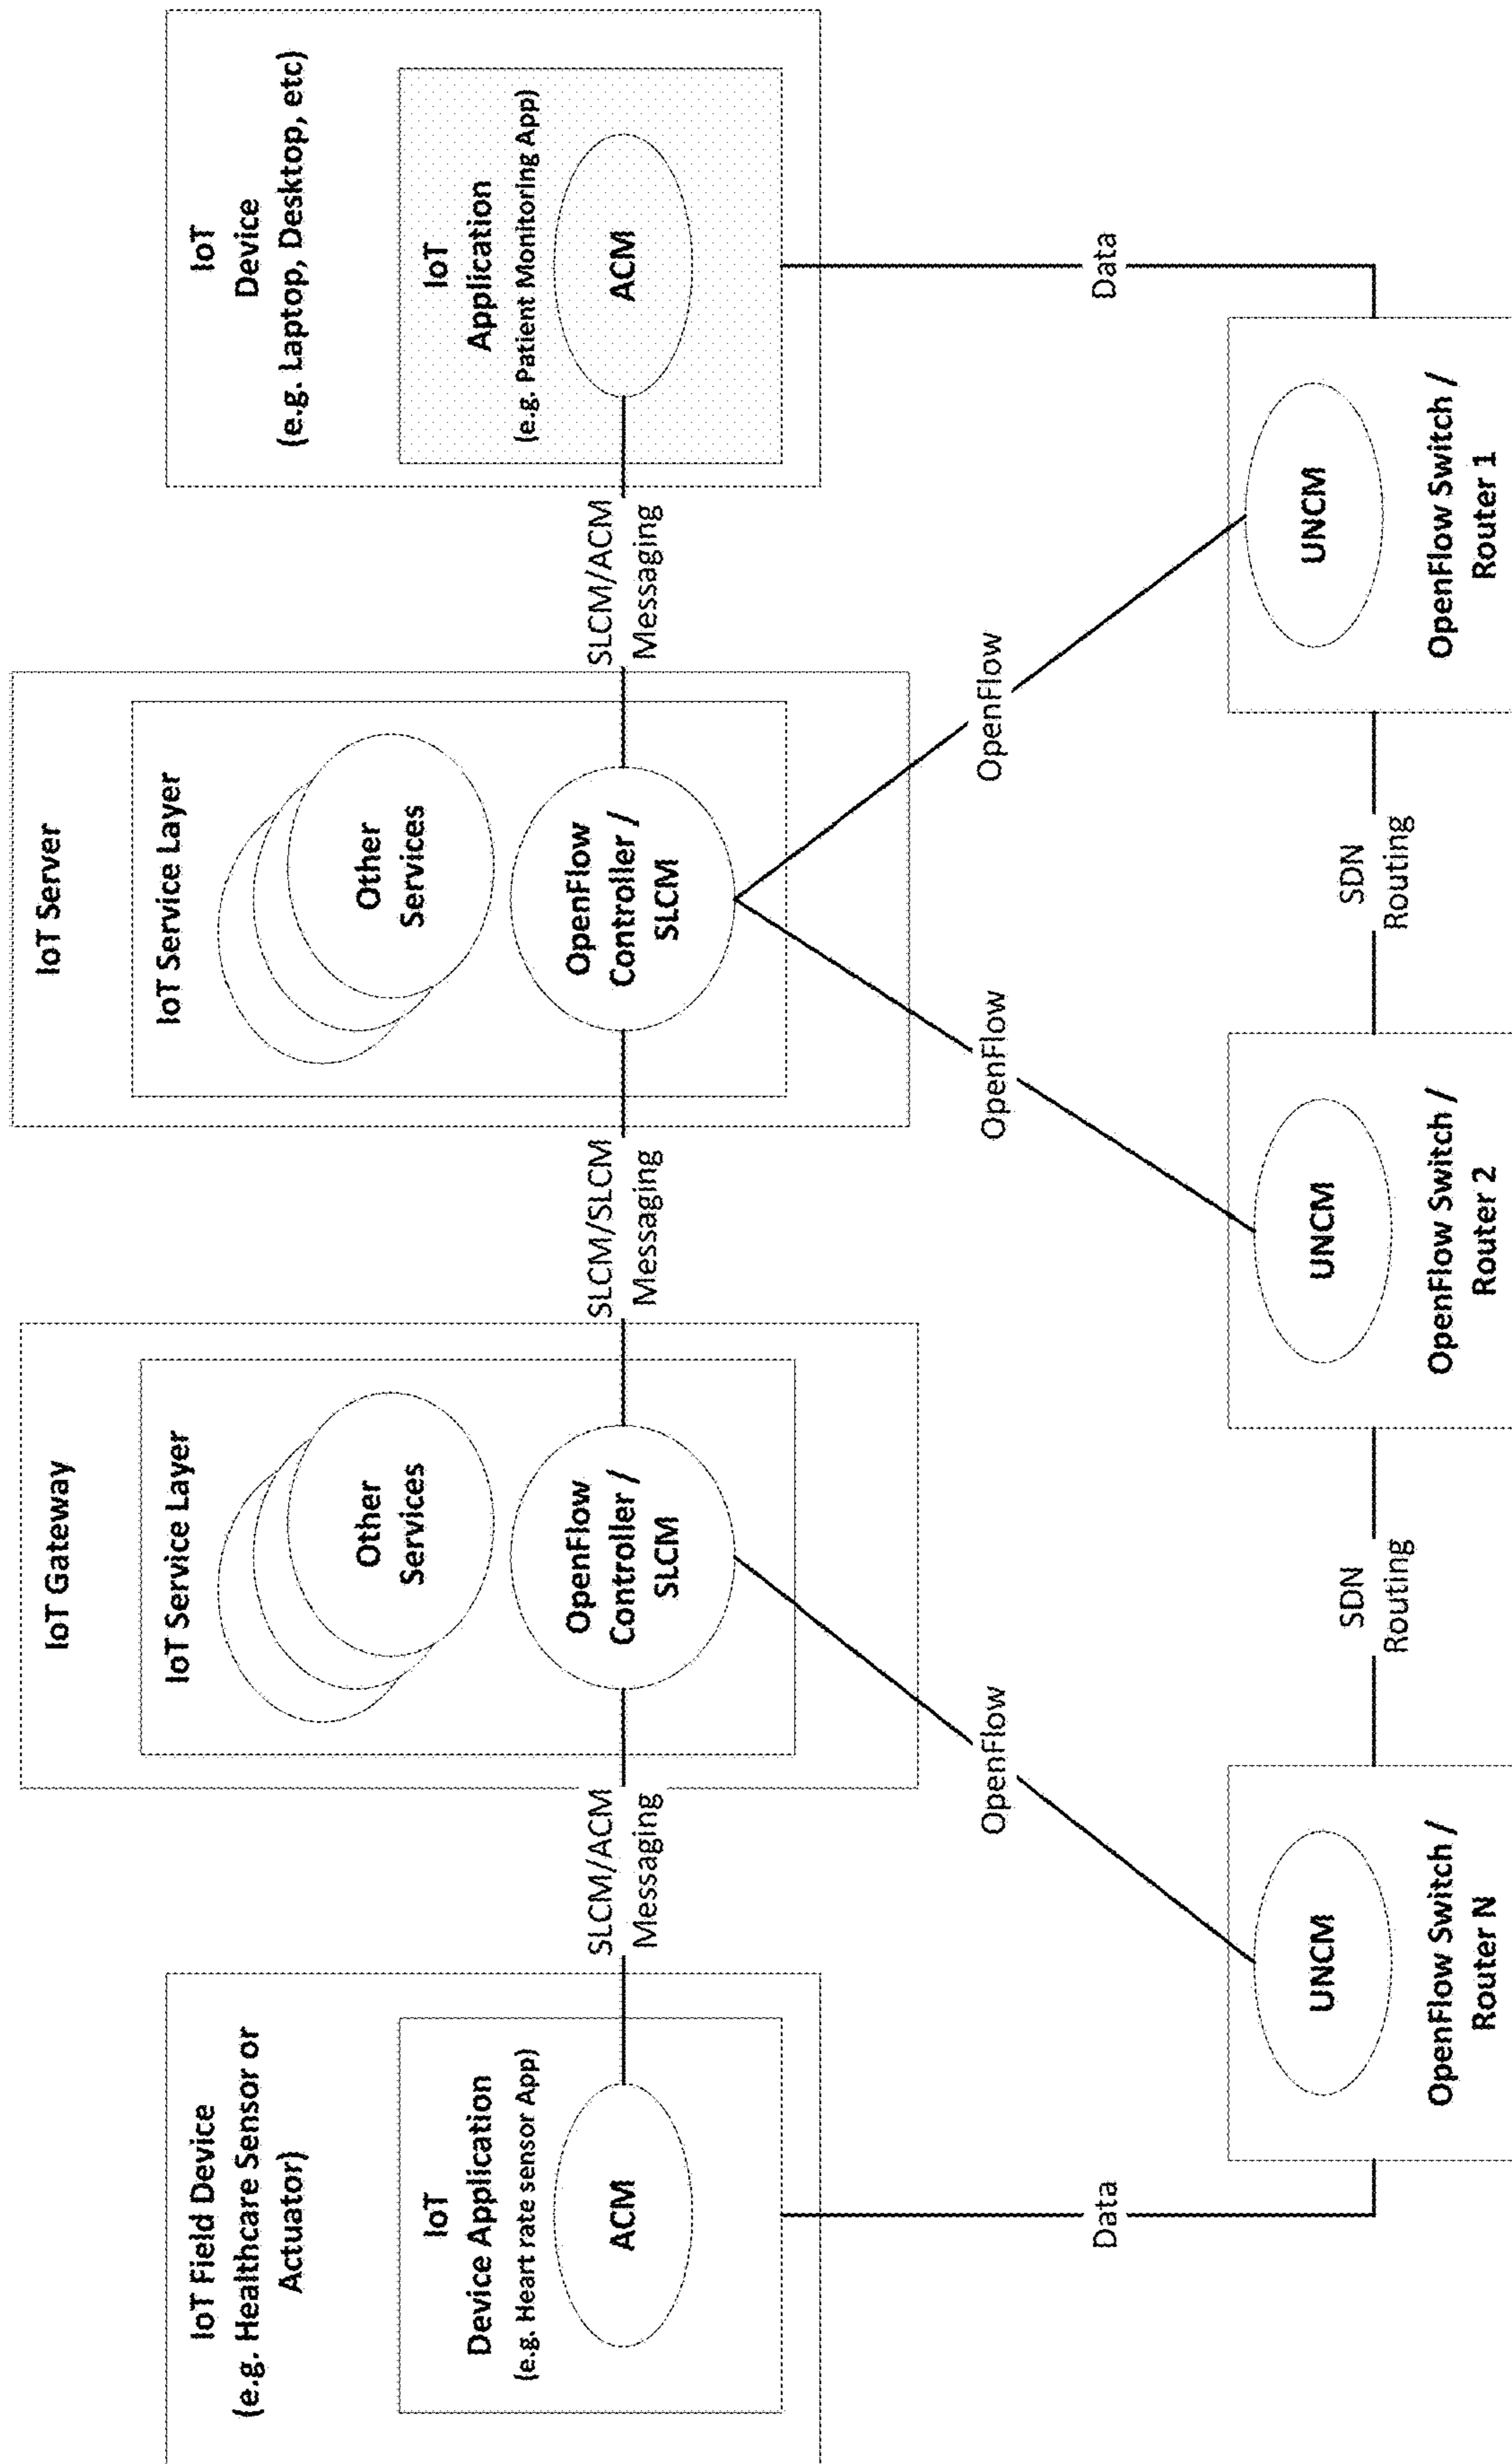 IoT Field Device
(e.g. Healthcare Sensor or
Actuator)
IoT
Device Application
(e.g. Heart rate sensor App)
ACM
SLCM/ACM
Messaging
IoT Gateway
IoT Service Layer
Other
Services
OpenFlow
Controller /
SLCM
SLCM/SLCM
Messaging
IoT Server
IoT Service Layer
Other
Services
OpenFlow
Controller /
SLCM
SLCM/ACM
Messaging
IoT
Device
(e.g. Laptop, Desktop, etc)
IoT
Application
(e.g. Patient Monitoring App)
ACM
Data
OpenFlow
OpenFlow
OpenFlow
Data
UNCM
OpenFlow Switch /
Router N
SDN
Routing
UNCM
OpenFlow Switch /
Router 2
SDN
Routing
UNCM
OpenFlow Switch /
Router 1